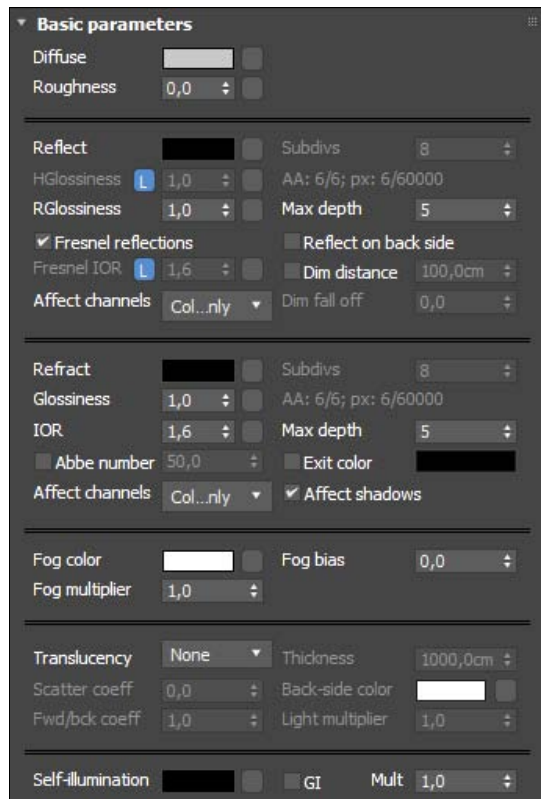 Basic parameters
Diffuse
Roughness 0,0
Reflect Subdivs 8
HGlossiness L 1,0 AA: 6/6; px: 6/60000
RGlossiness 1,0 Max depth 5
Fresnel reflections Reflect on back side
Fresnel IOR L 1,6 Dim distance 100,0cm
Affect channels Col...nly Dim fall off 0,0
Refract Subdivs 8
Glossiness 1,0 AA: 6/6; px: 6/60000
IOR 1,6 Max depth 5
Abbe number 50,0 Exit color
Affect channels Col...nly Affect shadows
Fog color Fog bias 0,0
Fog multiplier 1,0
Translucency None Thickness 1000,0cm
Scatter coeff 0,0 Back-side color
Fwd/bck coeff 1,0 Light multiplier 1,0
Self-illumination GI Mult 1,0